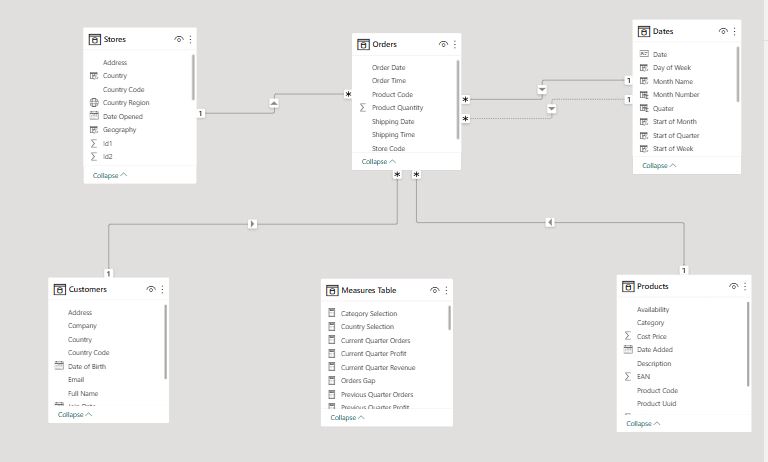 Stores
Address
Country
Country Code
Country Region
Date Opened
Geography
Id1
Id2
Collapse
1
*
Orders
Order Date
Order Time
Product Code
Product Quantity
Shipping Date
Shipping Time
Store Code
Collapse
*
*
*
*
1
1
Dates
Date
Day of Week
Month Name
Month Number
Quater
Start of Month
Start of Quarter
Start of Week
Collapse
1
Customers
Address
Company
Country
Country Code
Date of Birth
Email
Full Name
Join Date
Collapse
Measures Table
Category Selection
Country Selection
Current Quarter Orders
Current Quarter Profit
Current Quarter Revenue
Orders Gap
Previous Quarter Orders
Previous Quarter Profit
Collapse
1
Products
Availability
Category
Cost Price
Date Added
Description
EAN
Product Code
Product Uuid
Collapse